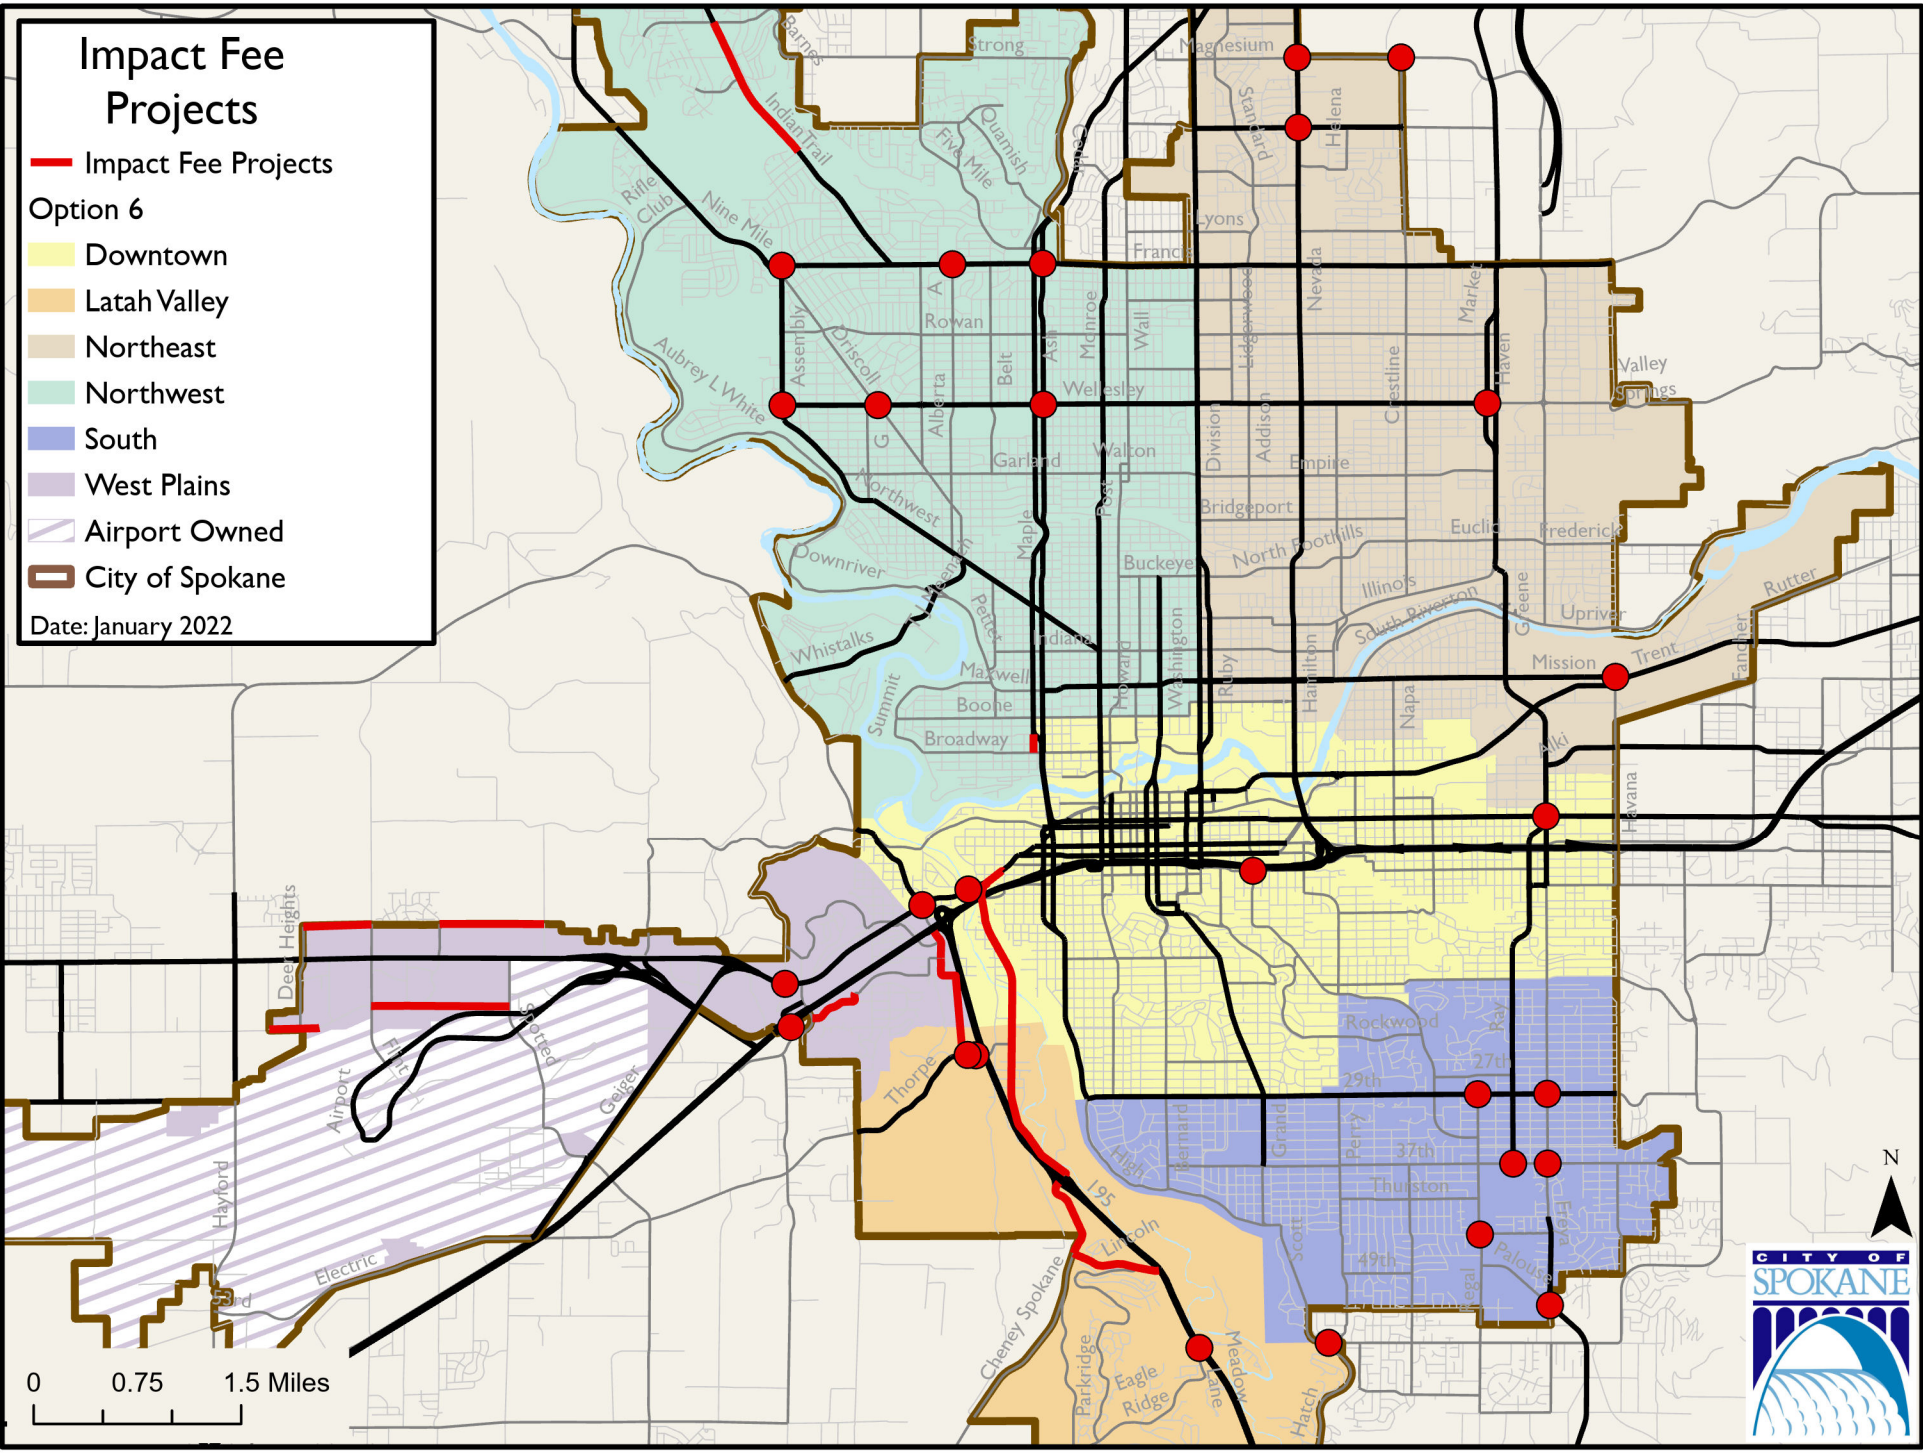 Impact Fee
Projects
Impact Fee Projects
Option 6
Downtown
Latah Valley
Northeast
Northwest
South
West Plains
Airport Owned
City of Spokane
Date: January 2022
Barnes
Strong
Magnesium
Indian Trail
Five Mile
Quamish
Cedar
Standard
Helena
Rifle
Club
Nine Mile
Lyons
Francis
Assembly
Driscoll
A
Rowan
Belt
Ash
Monroe
Wall
Lidgerwood
Nevada
Market
Haven
Aubrey L White
Alberta
G
Wellesley
Crestline
Valley
Springs
Garland
Walton
Division
Addison
Empire
Northwest
Maple
Post
Bridgeport
Euclid
Frederick
Downriver
T J Meenach
Pettet
Buckeye
North Foothills
Illinois
South Riverton
Greene
Upriver
Rutter
Whistalks
Indiana
Howard
Washington
Ruby
Hamilton
Mission
Trent
Fancher
Summit
Maxwell
Boone
Broadway
Napa
Alki
Havana
Deer Heights
Spotted
Flint
Airport
Geiger
Hayford
Electric
53rd
Thorpe
Rockwood
Ray
27th
29th
Bernard
Grand
Perry
37th
High
195
Thurston
Freya
Lincoln
Scott
49th
Regal
Palouse
Cheney Spokane
Parkridge
Eagle
Ridge
Meadow
Lane
Hatch
0 0.75 1.5 Miles
N
CITY OF
SPOKANE